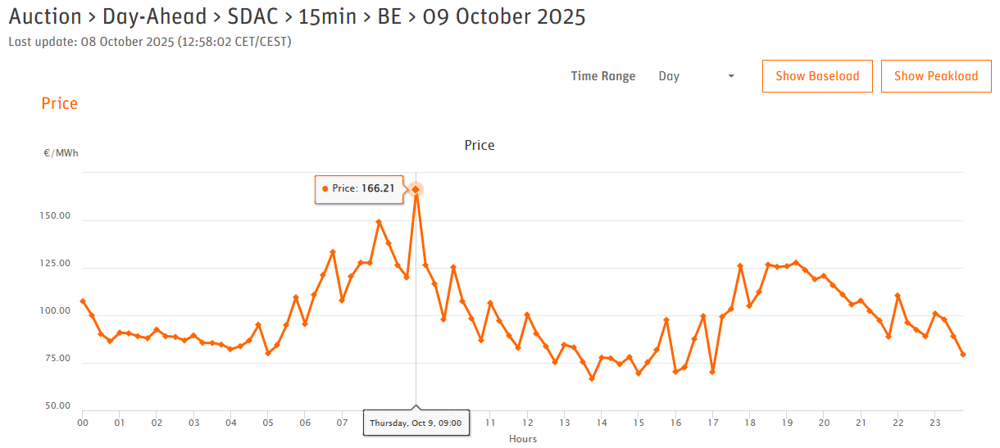 Auction > Day-Ahead > SDAC > 15min > BE > 09 October 2025
Last update: 08 October 2025 (12:58:02 CET/CEST)
Time Range Day Show Baseload Show Peakload
Price
Price
€/MWh
Price: 166.21
150.00
125.00
100.00
75.00
50.00
00 01 02 03 04 05 06 07 11 12 13 14 15 16 17 18 19 20 21 22 23
Thursday, Oct 9, 09:00
Hours